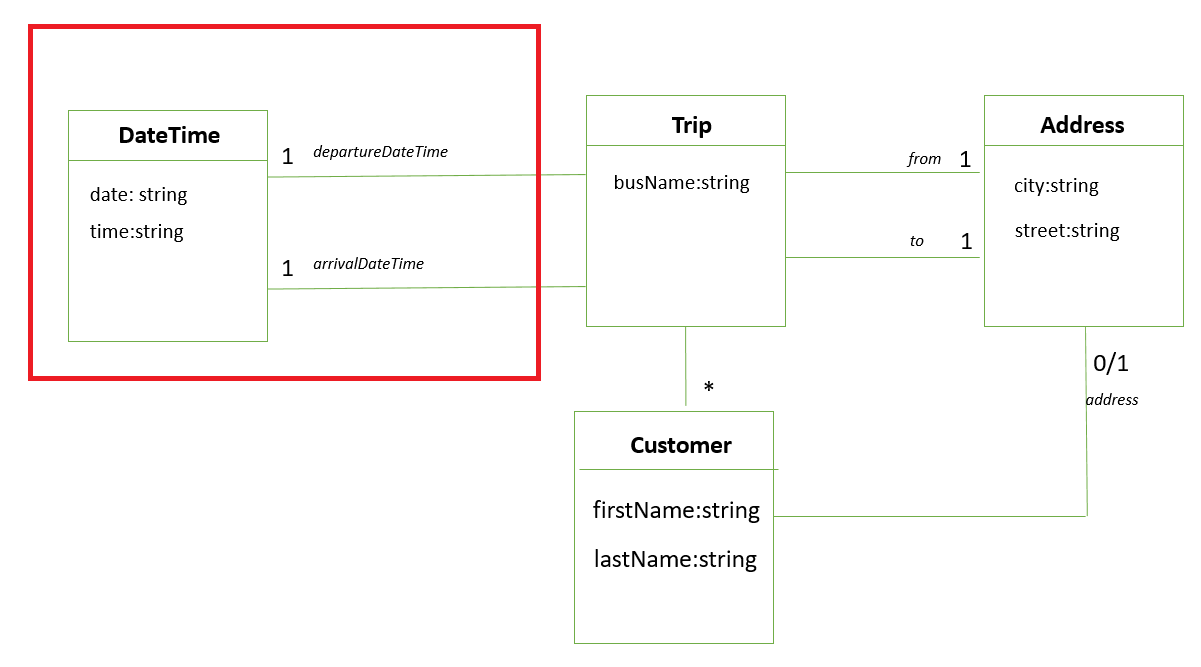 DateTime
date: string
time:string
1 departureDateTime
1 arrivalDateTime
Trip
busName:string
from 1
to 1
Address
city:string
street:string
0/1
address
*
Customer
firstName:string
lastName:string